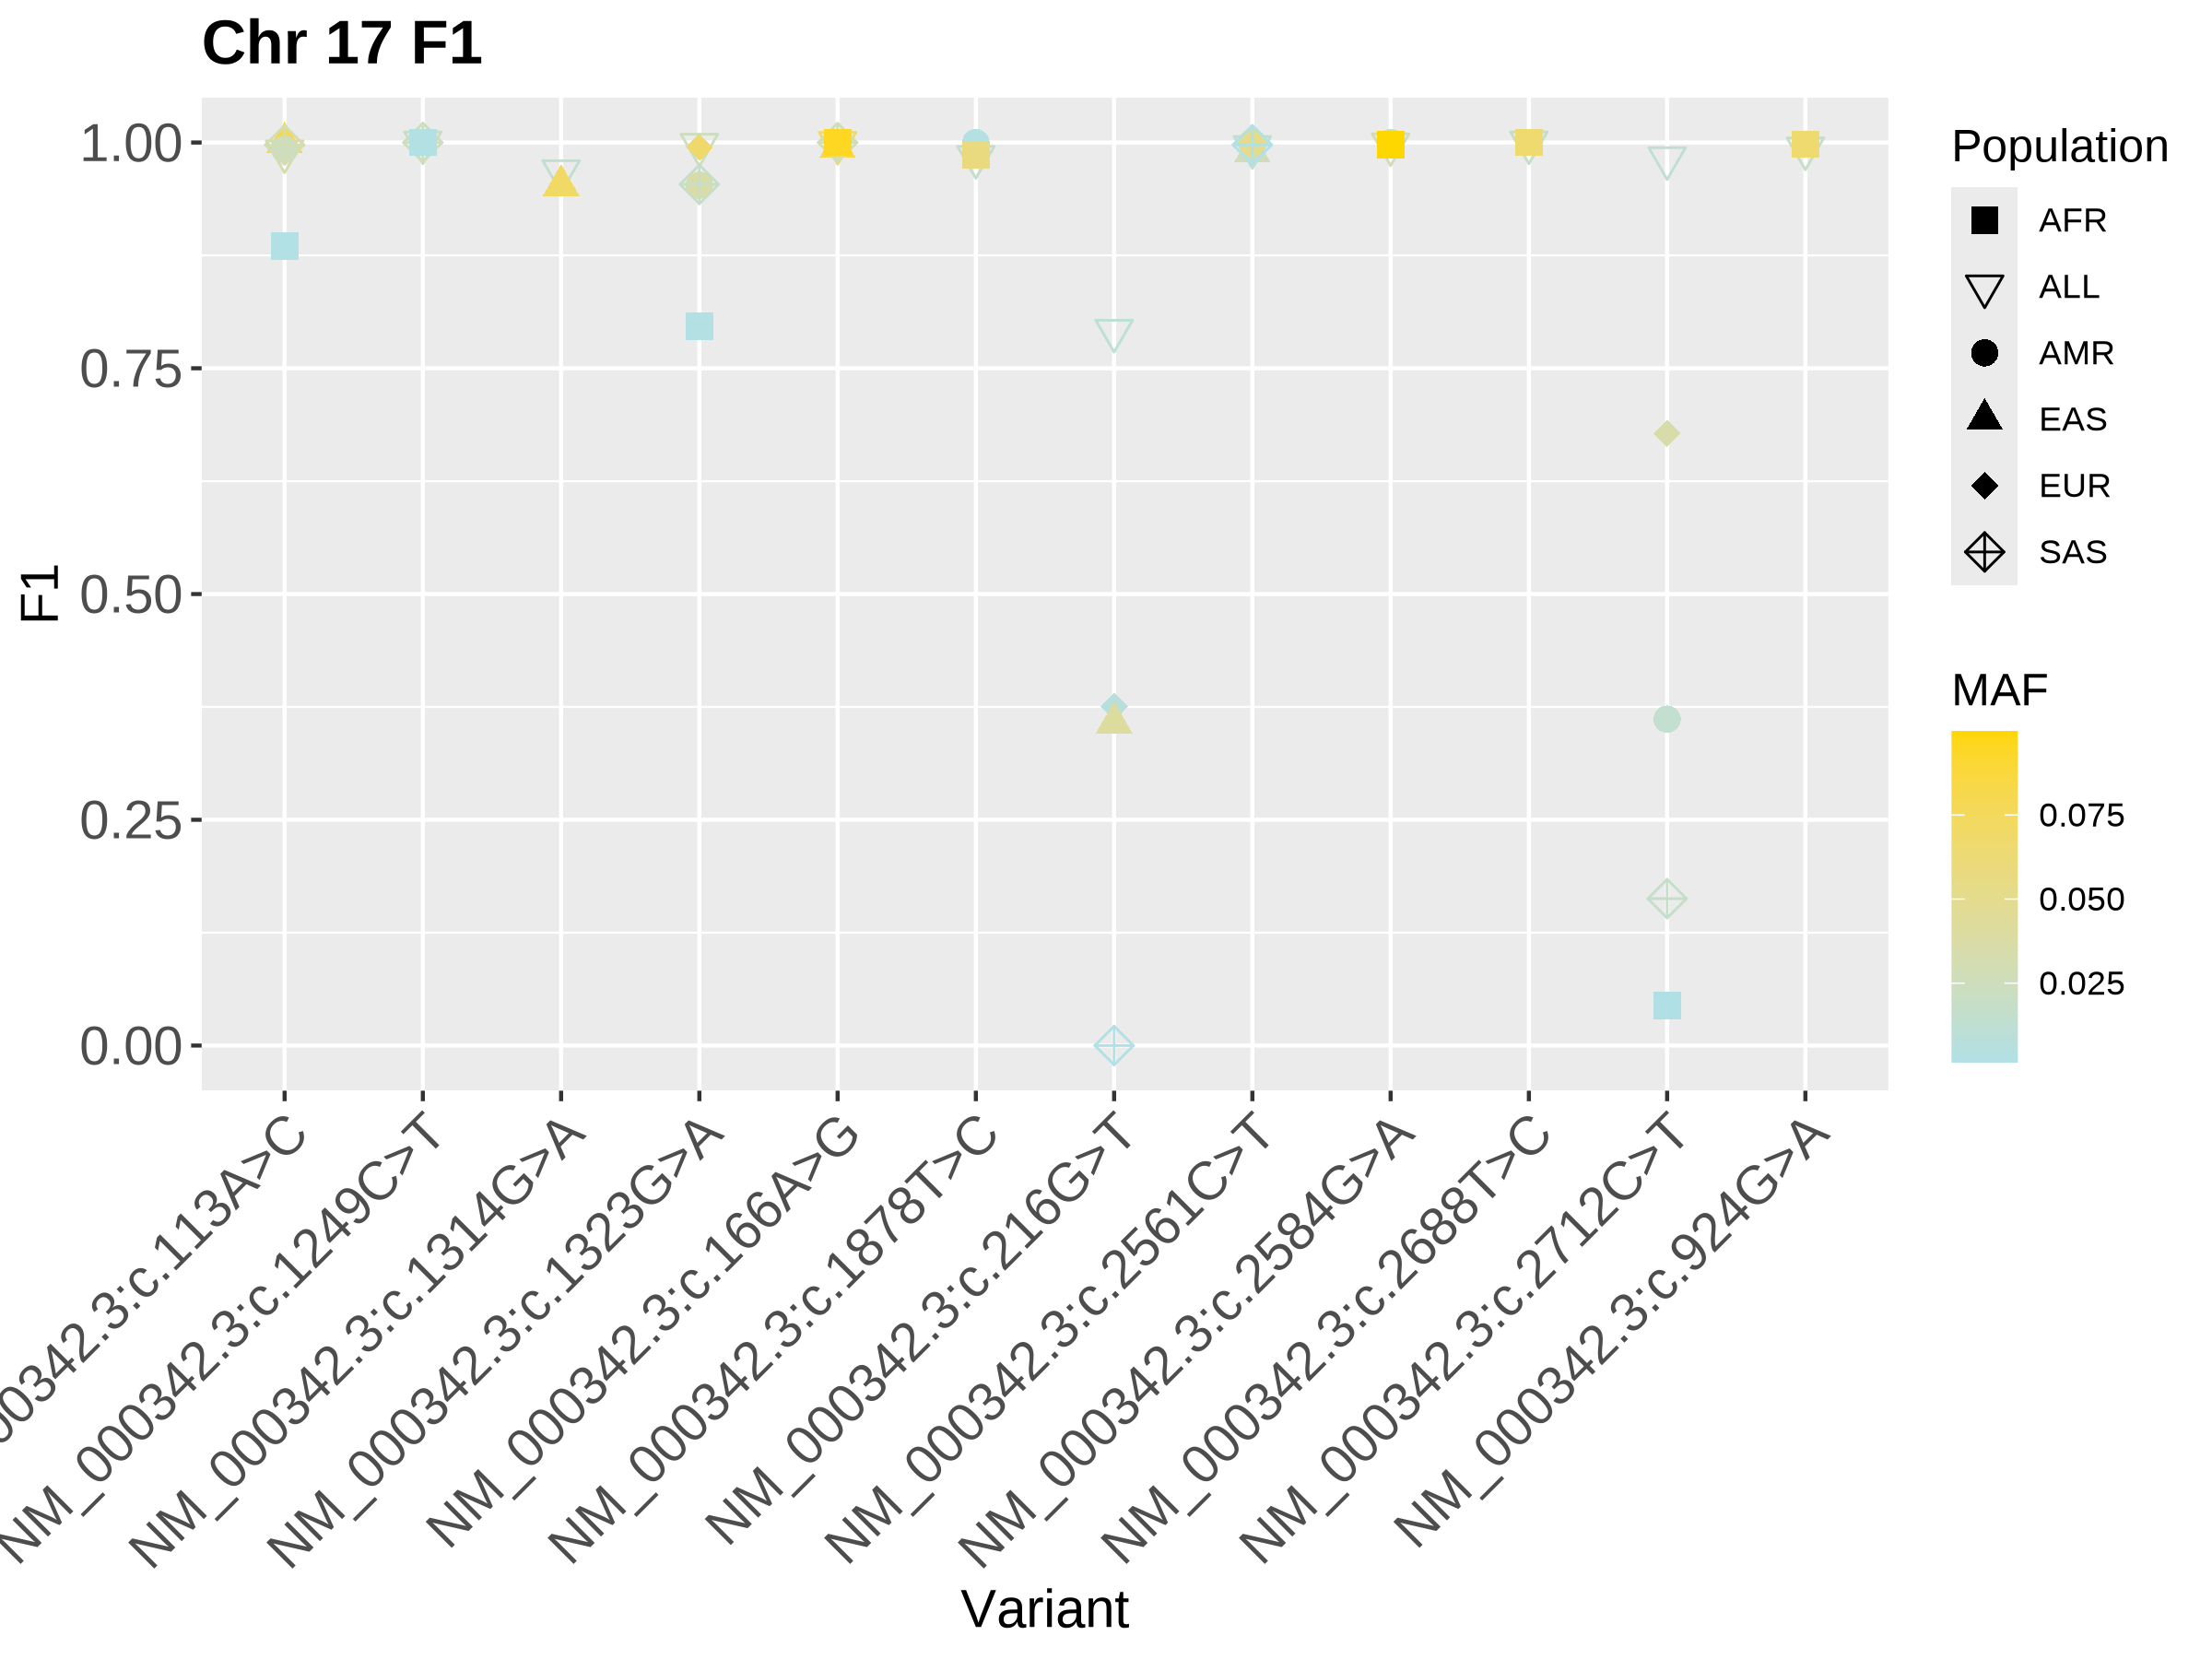 Chr 17 F1
1.00
0.75
0.50
0.25
0.00
F1
NM_000342.3:c.1249C>T
NM_000342.3:c.1314G>A
NM_000342.3:c.1323G>A
NM_000342.3:c.166A>G
NM_000342.3:c.1878T>C
NM_000342.3:c.216G>T
NM_000342.3:c.2561C>T
NM_000342.3:c.2584G>A
NM_000342.3:c.2688T>C
NM_000342.3:c.2712C>T
NM_000342.3:c.924G>A
Variant
Population
AFR
ALL
AMR
EAS
EUR
SAS
MAF
0.075
0.050
0.025